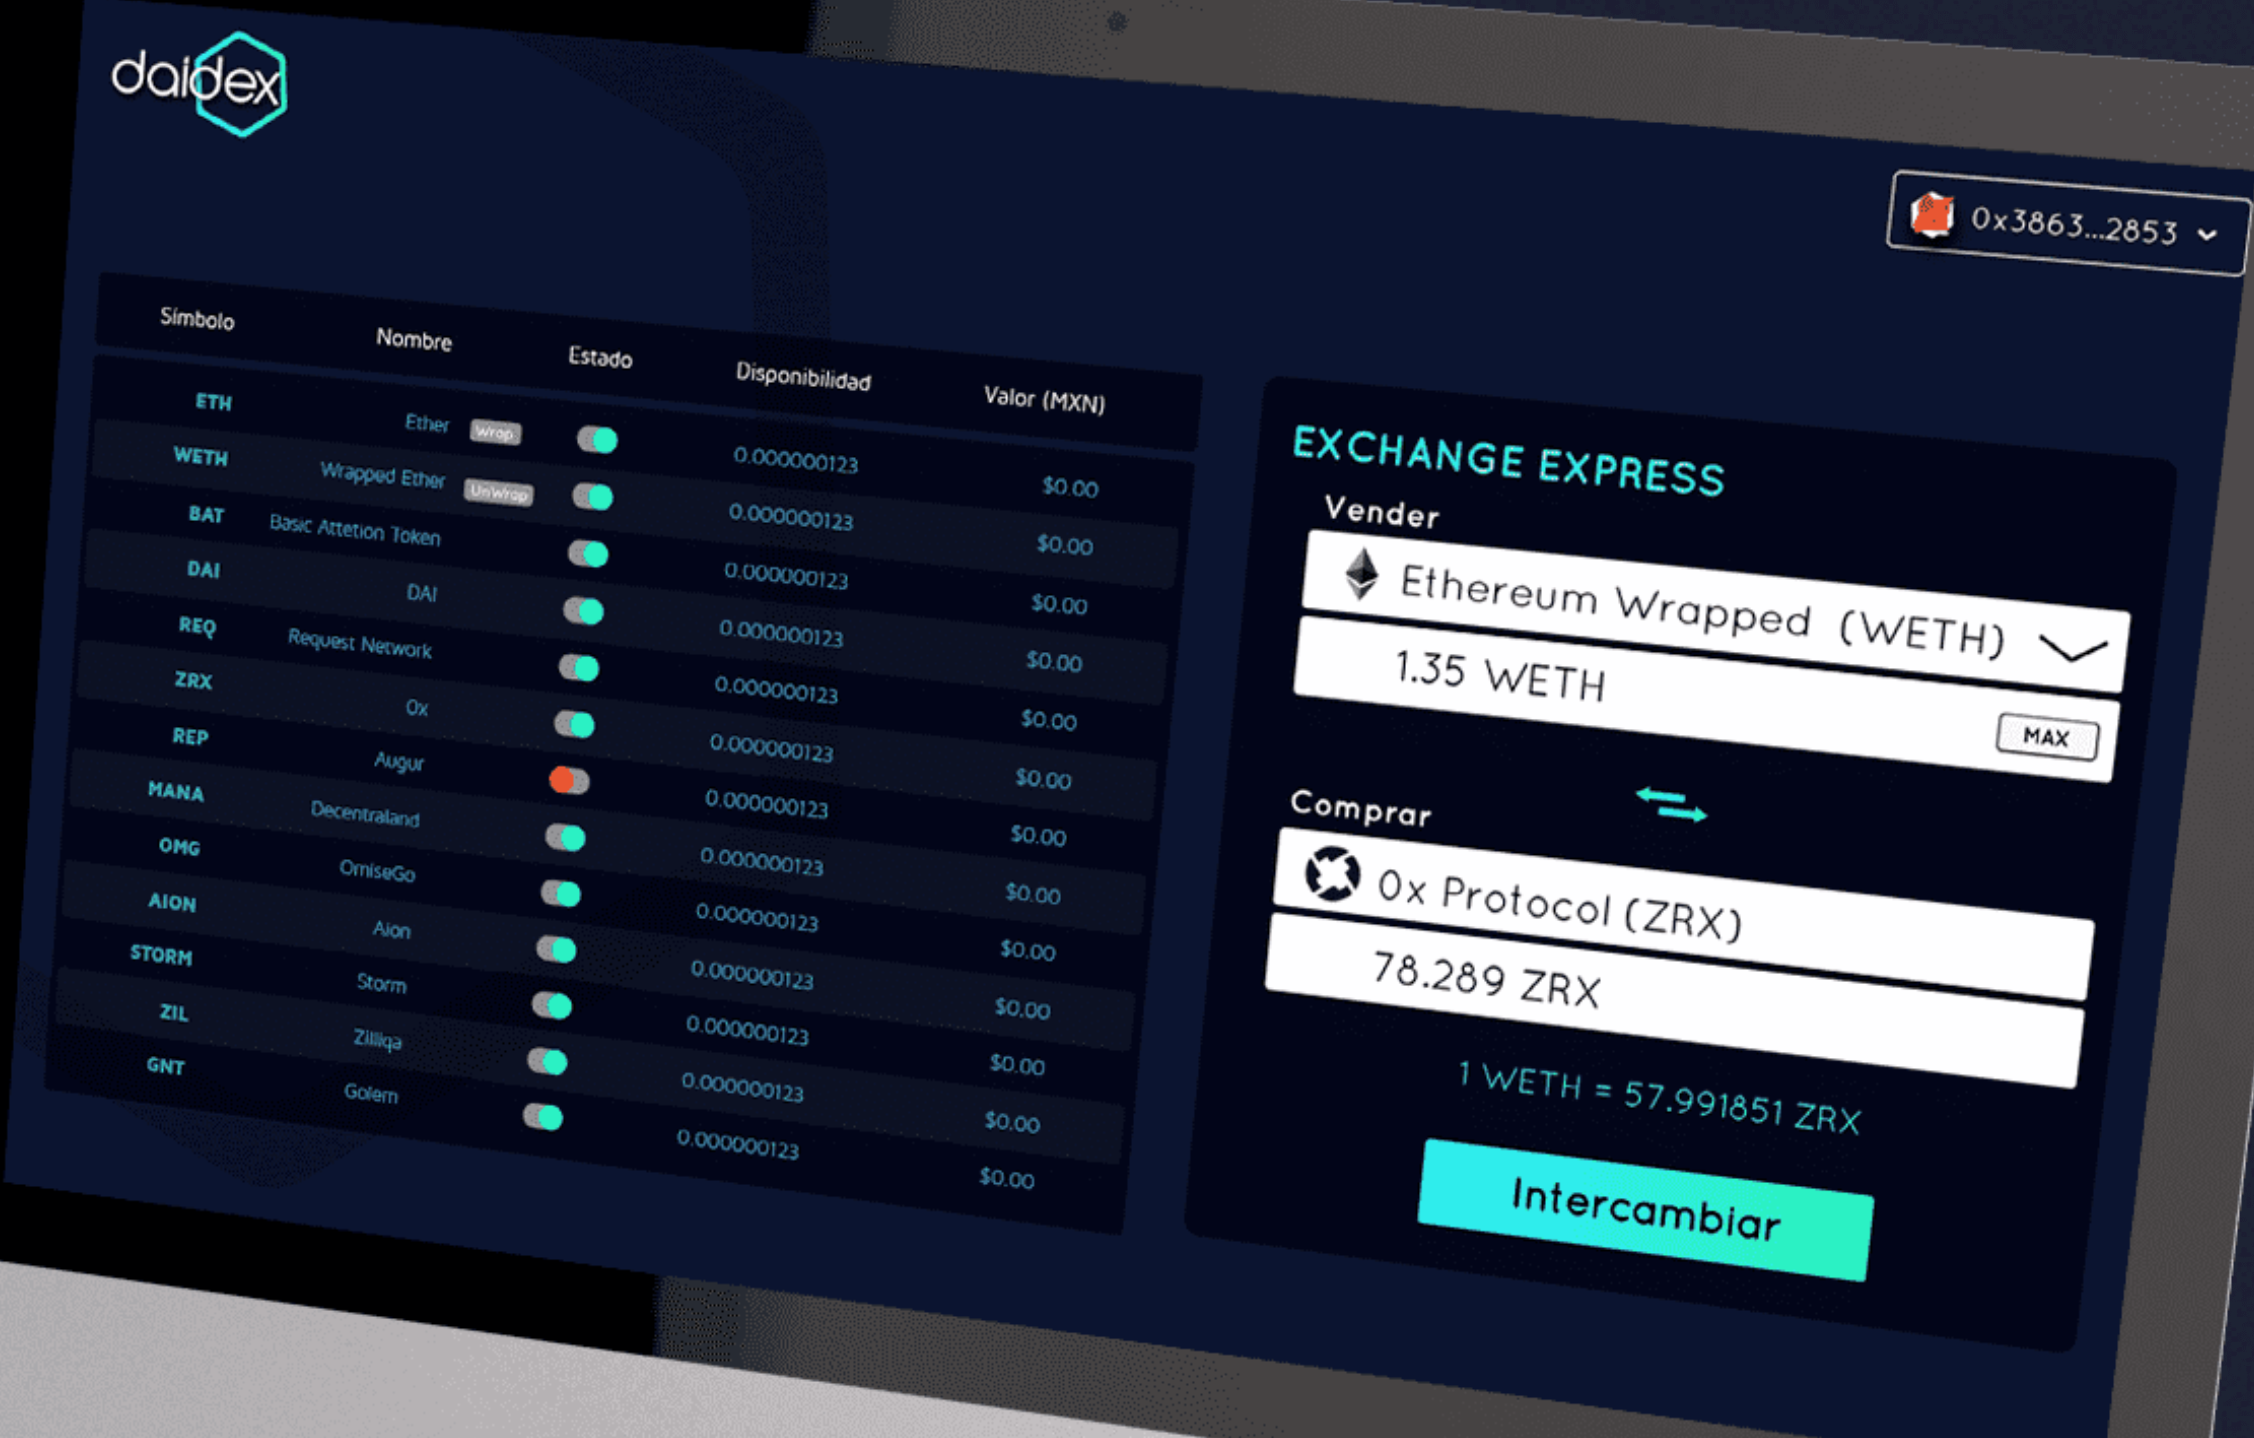 daidex
0x3863...2853
Símbolo Nombre Estado Disponibilidad Valor (MXN)
ETH Ether Wrap 0.000000123 $0.00
WETH Wrapped Ether UnWrap 0.000000123 $0.00
BAT Basic Attetion Token 0.000000123 $0.00
DAI DAI 0.000000123 $0.00
REQ Request Network 0.000000123 $0.00
ZRX 0x 0.000000123 $0.00
REP Augur 0.000000123 $0.00
MANA Decentraland 0.000000123 $0.00
OMG OmiseGo 0.000000123 $0.00
AION Aion 0.000000123 $0.00
STORM Storm 0.000000123 $0.00
ZIL Zilliqa 0.000000123 $0.00
GNT Golem 0.000000123 $0.00
EXCHANGE EXPRESS
Vender
Ethereum Wrapped (WETH)
1.35 WETH
MAX
Comprar
0x Protocol (ZRX)
78.289 ZRX
1 WETH = 57.991851 ZRX
Intercambiar